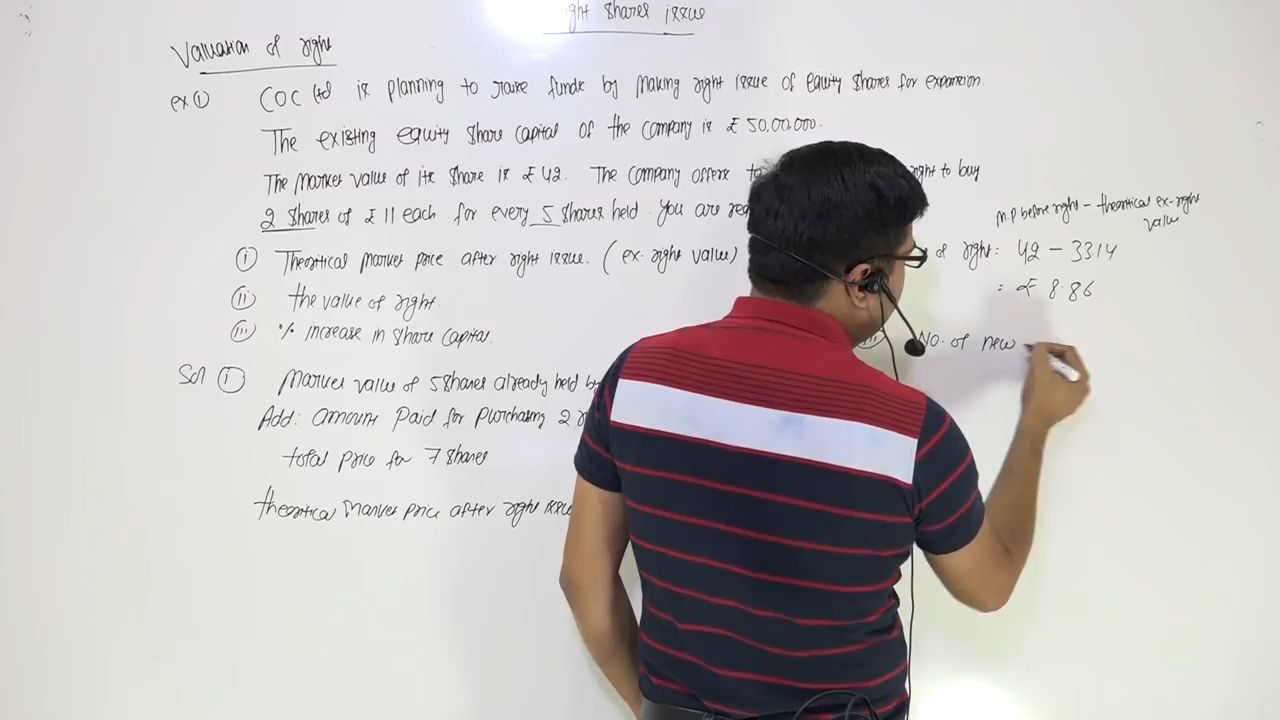 ght shares issue
Valuation of right
ex ① COC ltd is planning to raise funds by making right issue of equity shares for expansion.
The existing equity share capital of the company is ₹ 50,00,000.
The market value of its share is ₹ 42. The company offers to right to buy
2 shares of ₹ 11 each for every 5 shares held. You are req
(i) Theoritical market price after right issue. (ex-right value)
(ii) the value of right.
(iii) % increase in share capital.
Sol (i) Market value of 5 shares already held by
Add: amount paid for purchasing 2
total price for 7 shares
theoritical market price after right issue
M.P before right - theoritical ex-right value
of right: 42 - 33.14
= ₹ 8.86
(iii) No. of new